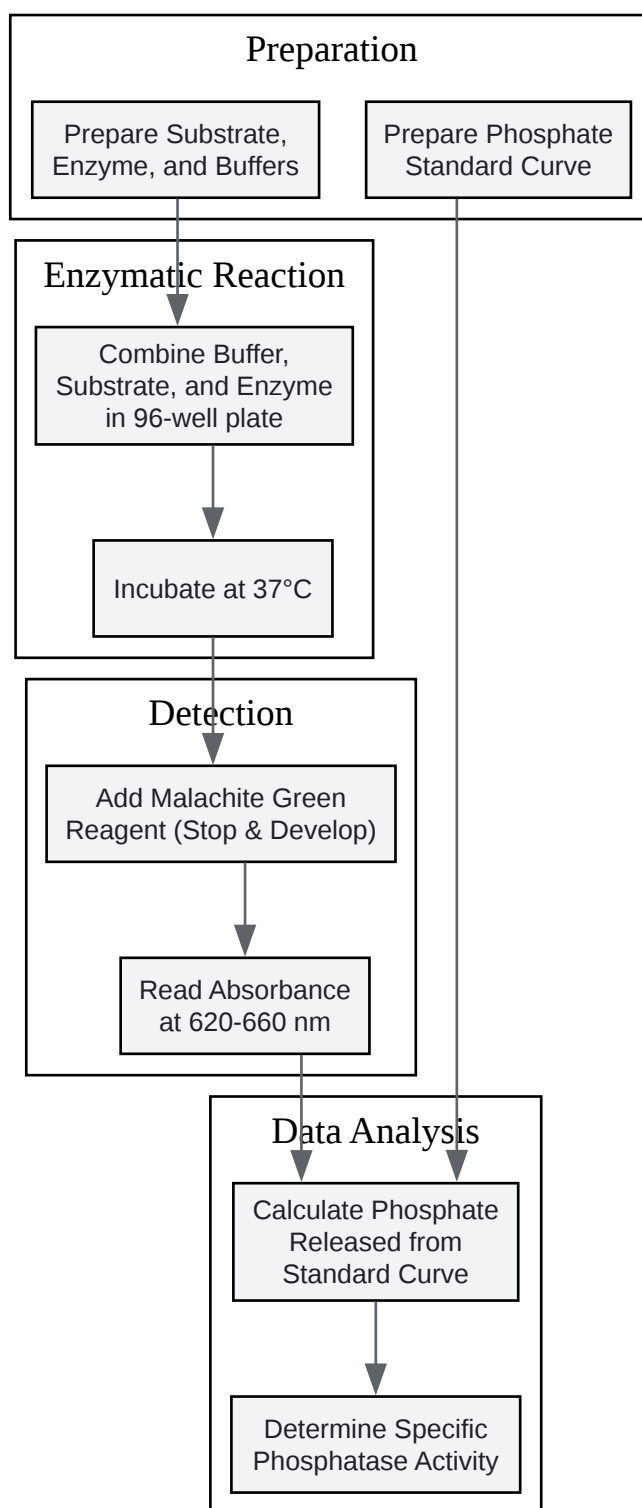 Preparation
Prepare Substrate,
Enzyme, and Buffers
Prepare Phosphate
Standard Curve
Enzymatic Reaction
Combine Buffer,
Substrate, and Enzyme
in 96-well plate
Incubate at 37°C
Detection
Add Malachite Green
Reagent (Stop & Develop)
Read Absorbance
at 620-660 nm
Data Analysis
Calculate Phosphate
Released from
Standard Curve
Determine Specific
Phosphatase Activity